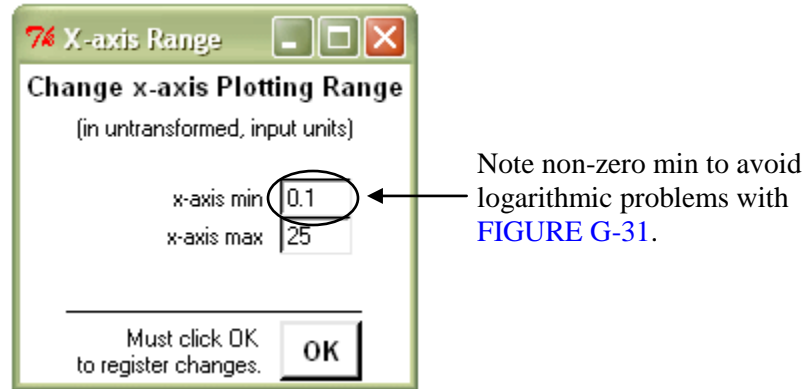 X-axis Range
Change x-axis Plotting Range
(in untransformed, input units)
x-axis min 0.1
x-axis max 25
Must click OK
to register changes.
OK
Note non-zero min to avoid
logarithmic problems with
FIGURE G-31.